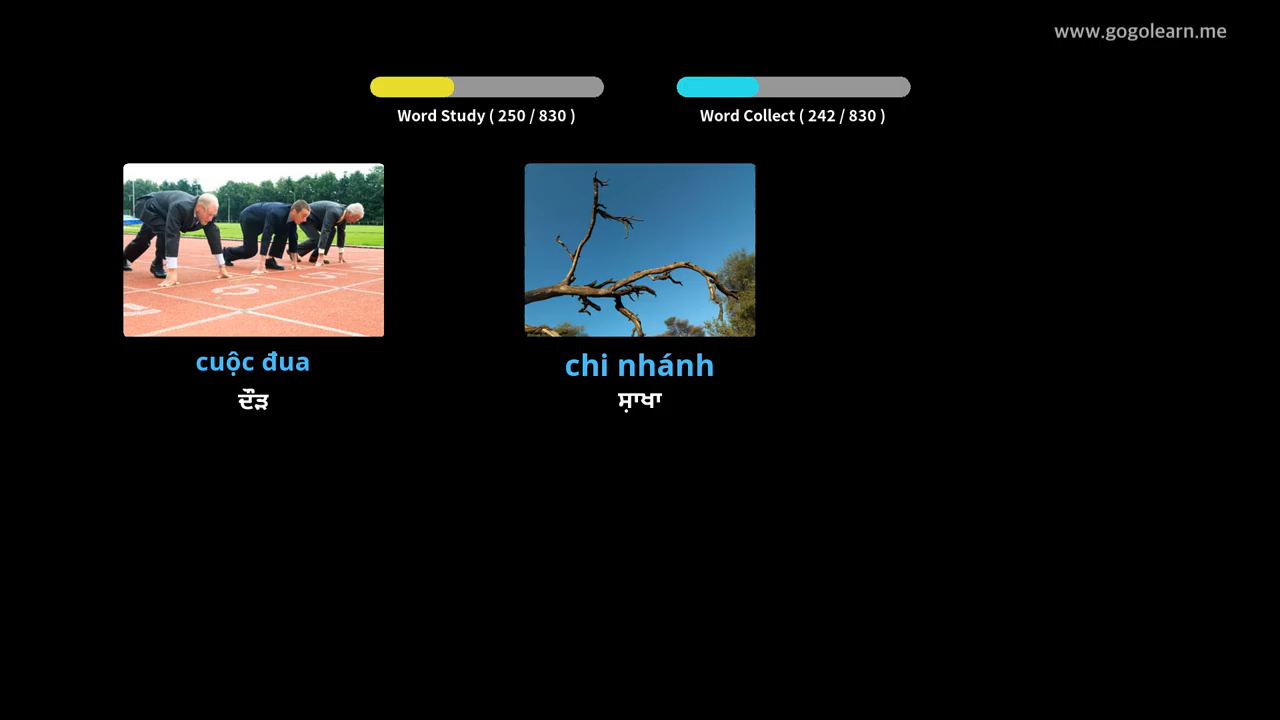 www.gogolearn.me
Word Study ( 250 / 830 )
Word Collect ( 242 / 830 )
cuộc đua
ਦੌੜ
chi nhánh
ਸ਼ਾਖਾ